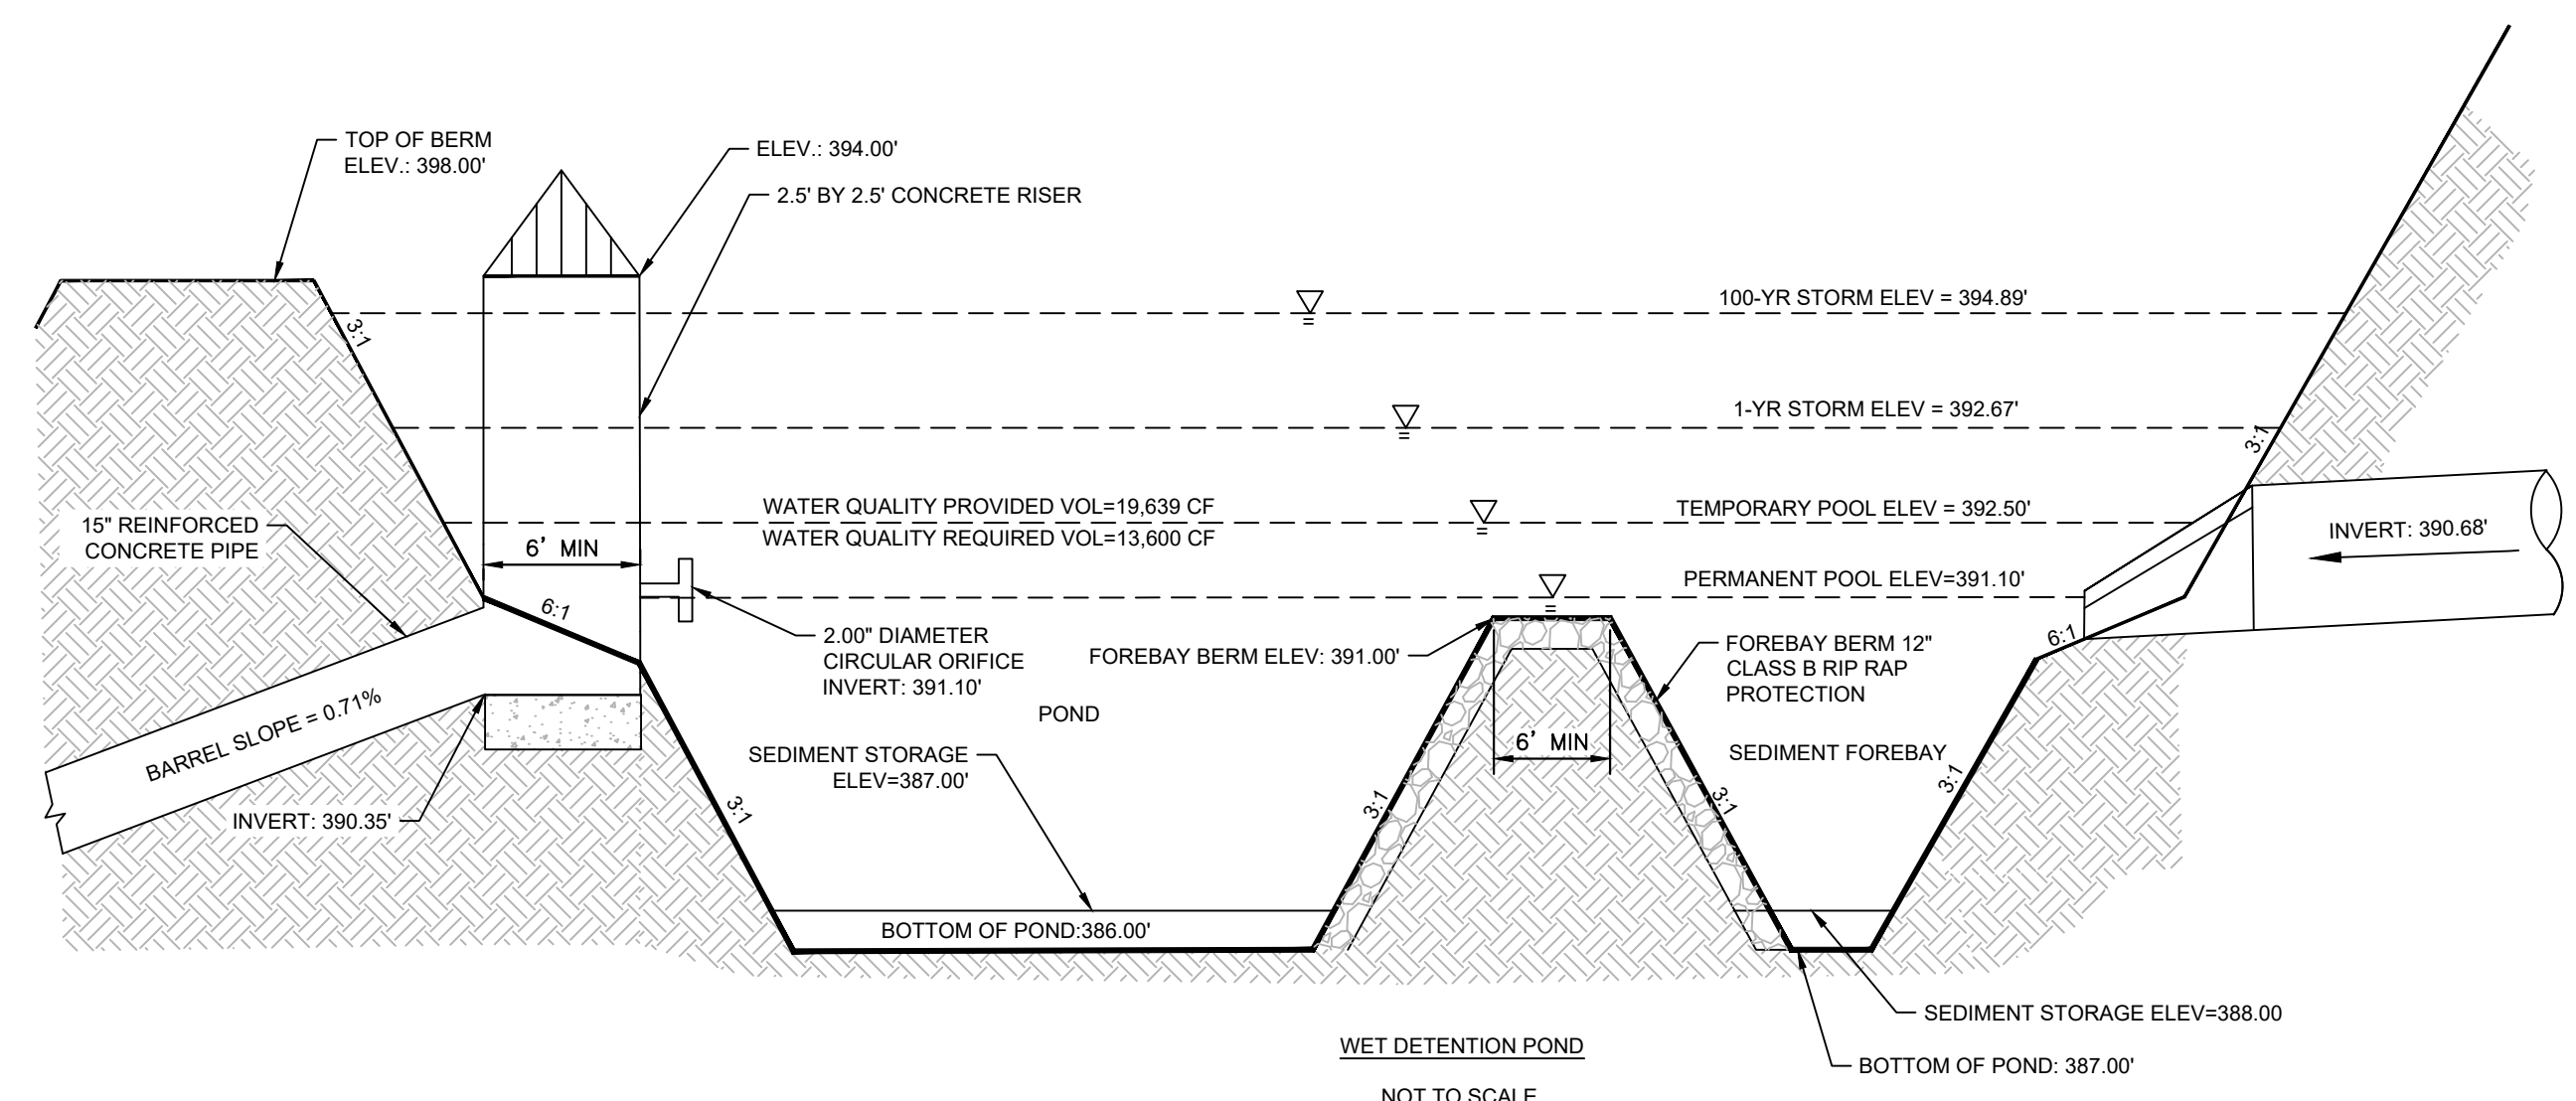 TOP OF BERM
ELEV.: 398.00'
ELEV.: 394.00'
2.5' BY 2.5' CONCRETE RISER
100-YR STORM ELEV = 394.89'
3:1
1-YR STORM ELEV = 392.67'
3:1
WATER QUALITY PROVIDED VOL=19,639 CF
TEMPORARY POOL ELEV = 392.50'
WATER QUALITY REQUIRED VOL=13,600 CF
15" REINFORCED
CONCRETE PIPE
6' MIN
INVERT: 390.68'
PERMANENT POOL ELEV=391.10'
6:1
2.00" DIAMETER
CIRCULAR ORIFICE
INVERT: 391.10'
FOREBAY BERM ELEV: 391.00'
FOREBAY BERM 12"
CLASS B RIP RAP
PROTECTION
6:1
POND
BARREL SLOPE = 0.71%
6' MIN
SEDIMENT FOREBAY
SEDIMENT STORAGE
ELEV=387.00'
3:1
3:1
3:1
3:1
INVERT: 390.35'
BOTTOM OF POND:386.00'
SEDIMENT STORAGE ELEV=388.00
WET DETENTION POND
BOTTOM OF POND: 387.00'
NOT TO SCALE